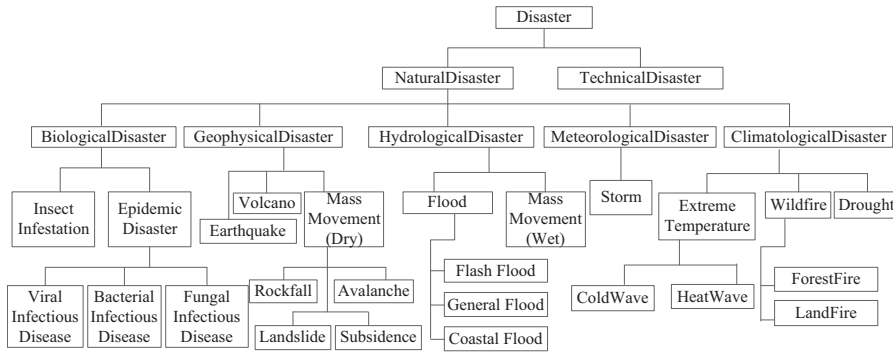 Disaster
NaturalDisaster
TechnicalDisaster
BiologicalDisaster
GeophysicalDisaster
HydrologicalDisaster
MeteorologicalDisaster
ClimatologicalDisaster
Insect
Infestation
Epidemic
Disaster
Volcano
Earthquake
Mass
Movement
(Dry)
Flood
Mass
Movement
(Wet)
Storm
Extreme
Temperature
Wildfire
Drought
Viral
Infectious
Disease
Bacterial
Infectious
Disease
Fungal
Infectious
Disease
Rockfall
Avalanche
Landslide
Subsidence
Flash Flood
General Flood
Coastal Flood
ColdWave
HeatWave
ForestFire
LandFire